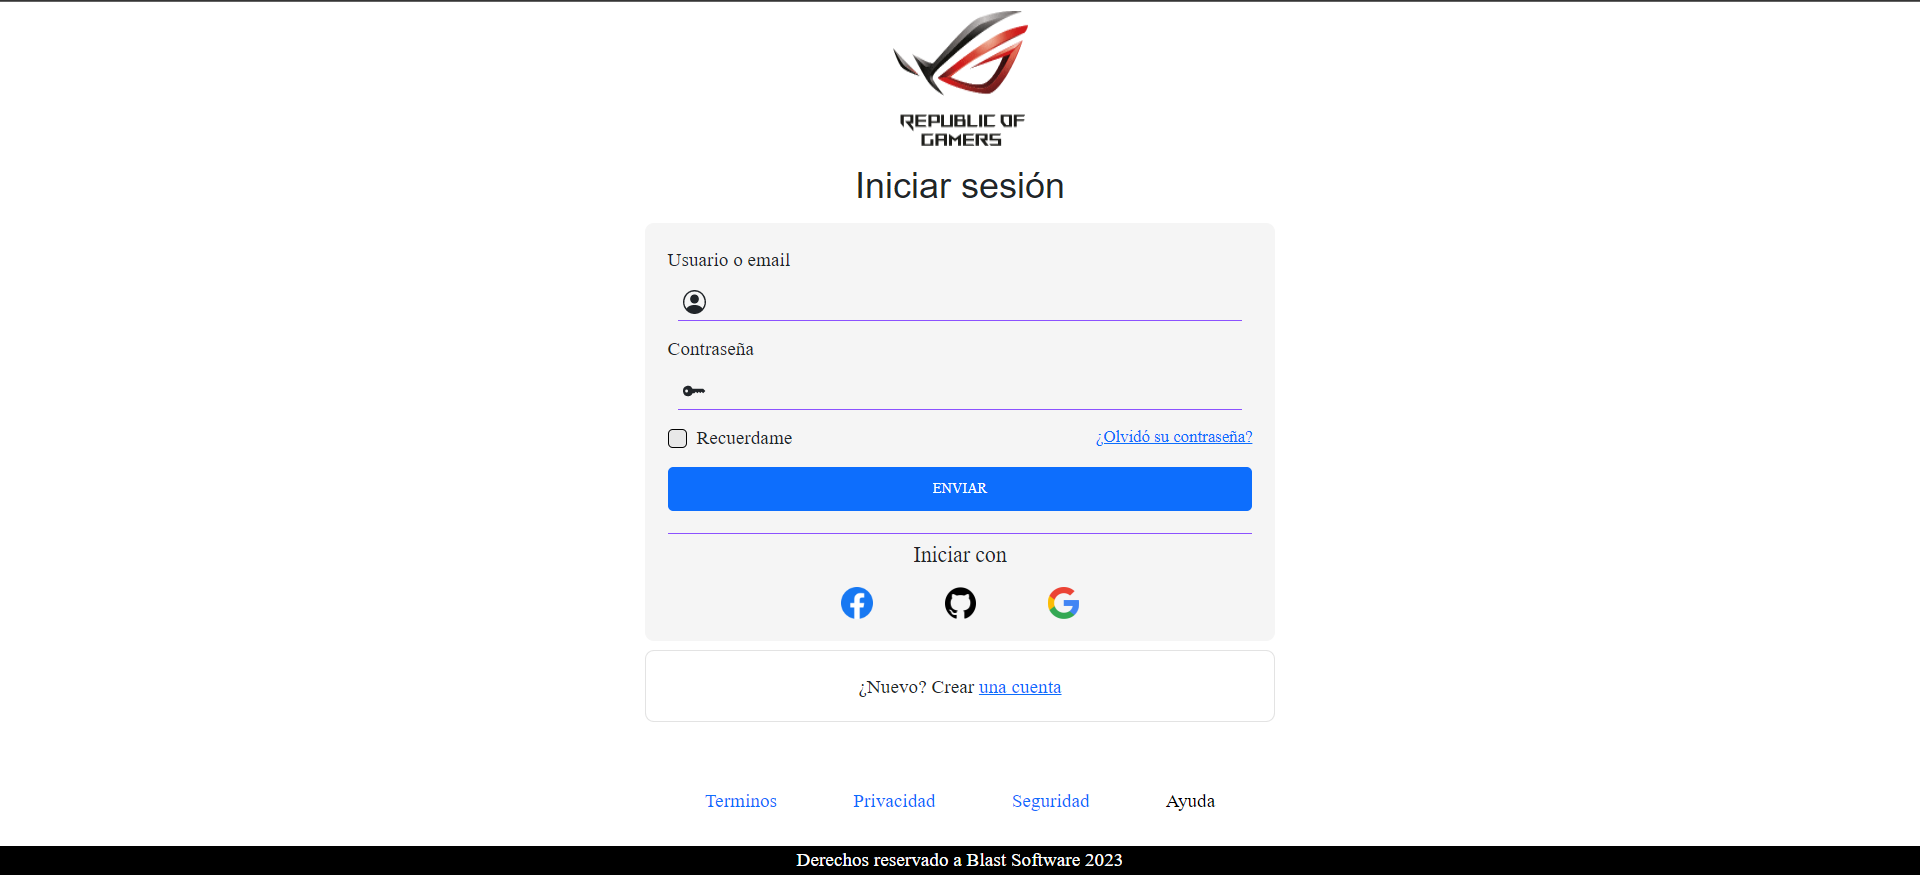 REPUBLIC OF
GAMERS
Iniciar sesión
Usuario o email
Contraseña
Recuerdame
¿Olvidó su contraseña?
ENVIAR
Iniciar con
¿Nuevo? Crear una cuenta
Terminos
Privacidad
Seguridad
Ayuda
Derechos reservado a Blast Software 2023